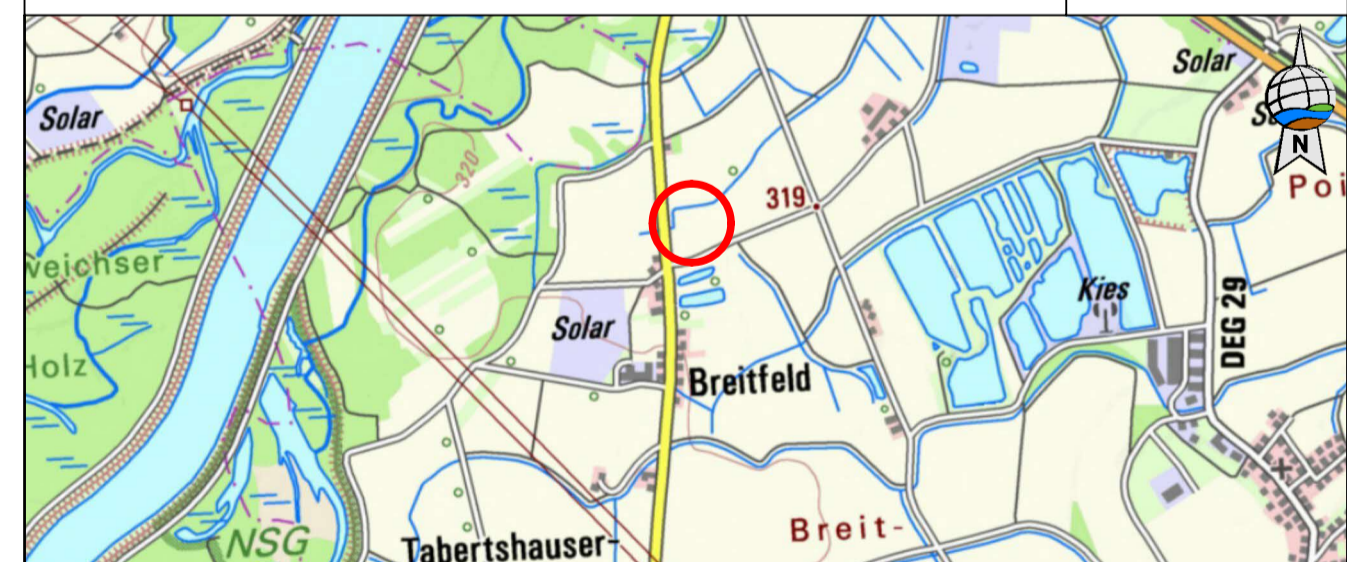 Solar
N
Solar
Poi
320
319
weichser
Kies
DEG 29
Holz
Solar
Breitfeld
NSG
Tabertshauser-
Breit-